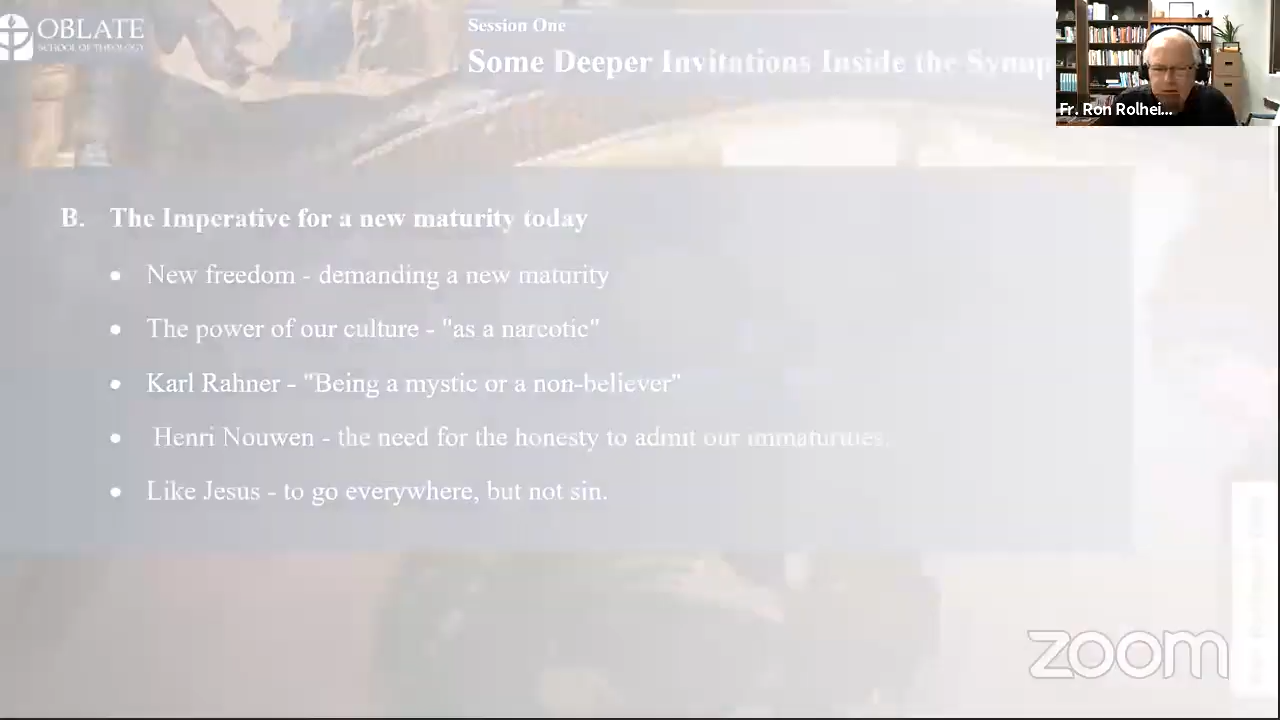 OBLATE
SCHOOL OF THEOLOGY
Session One
Some Deeper Invitations Inside the
Fr. Ron Rolhei...
B. The Imperative for a new maturity today
• New freedom - demanding a new maturity
• The power of our culture - "as a narcotic"
• Karl Rahner - "Being a mystic or a non-believer"
• Henri Nouwen - the need for the honesty to admit our immaturities.
• Like Jesus - to go everywhere, but not sin.
zoom